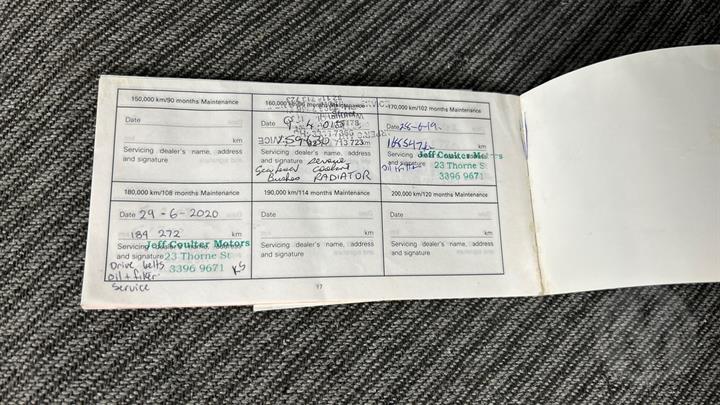 150,000 km/90 months Maintenance
Date
km
Servicing dealer's name, address
and signature
160,000 km/96 months Maintenance
Date
km
Servicing dealer's name, address
and signature service
Gearlever coolant
Bushes RADIATOR
170,000 km/102 months Maintenance
Date 25-6-19
km
Servicing dealer's name, address
and signature
Jeff Coulter Motors
23 Thorne St
3396 9671
180,000 km/108 months Maintenance
Date 29-6-2020
189 272 km
Servicing dealer's name, address
and signature
Jeff Coulter Motors
23 Thorne St
3396 9671 KS
Drive belts
oil + filter
Service
190,000 km/114 months Maintenance
Date
km
Servicing dealer's name, address
and signature
200,000 km/120 months Maintenance
Date
km
Servicing dealer's name, address
and signature
17